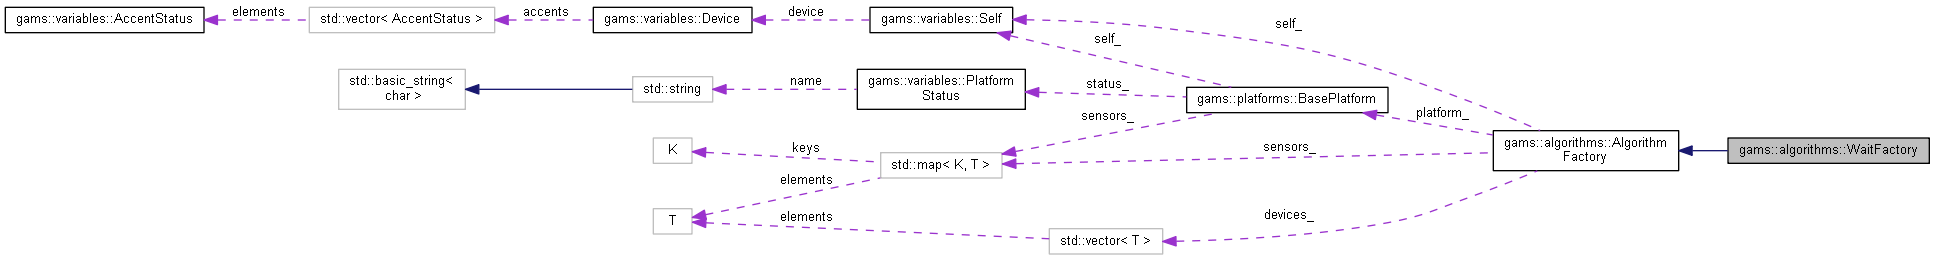 gams::variables::AccentStatus
elements
std::vector< AccentStatus >
accents
gams::variables::Device
device
gams::variables::Self
self_
self_
std::basic_string<
char >
std::string
name
gams::variables::Platform
Status
status_
gams::platforms::BasePlatform
platform_
sensors_
K
keys
std::map< K, T >
sensors_
gams::algorithms::Algorithm
Factory
gams::algorithms::WaitFactory
elements
T
elements
std::vector< T >
devices_